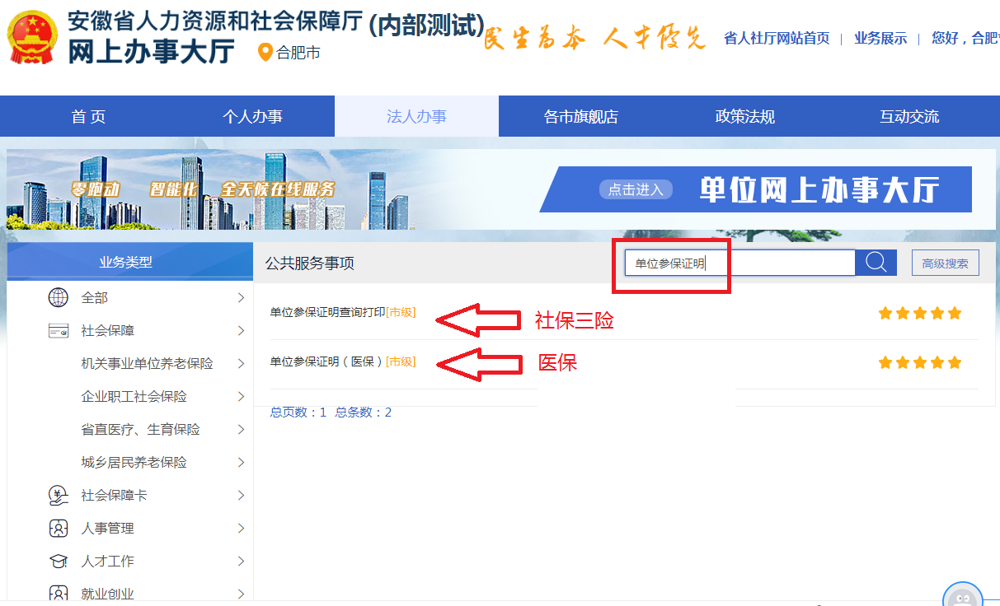 安徽省人力资源和社会保障厅 (内部测试)
网上办事大厅 合肥市
民生为本 人才优先
省人社厅网站首页 | 业务展示 | 您好，合肥
首页 个人办事 法人办事 各市旗舰店 政策法规 互动交流
零跑动 智能化 全天候在线服务
点击进入 单位网上办事大厅
业务类型
公共服务事项
单位参保证明
高级搜索
全部
社会保障
机关事业单位养老保险
企业职工社会保险
省直医疗、生育保险
城乡居民养老保险
社会保障卡
人事管理
人才工作
就业创业
单位参保证明查询打印[市级]
社保三险
单位参保证明（医保）[市级]
医保
总页数：1 总条数：2